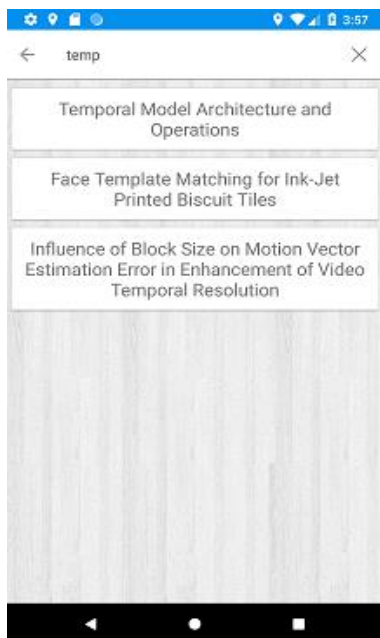 3:57
temp
Temporal Model Architecture and
Operations
Face Template Matching for Ink-Jet
Printed Biscuit Tiles
Influence of Block Size on Motion Vector
Estimation Error in Enhancement of Video
Temporal Resolution